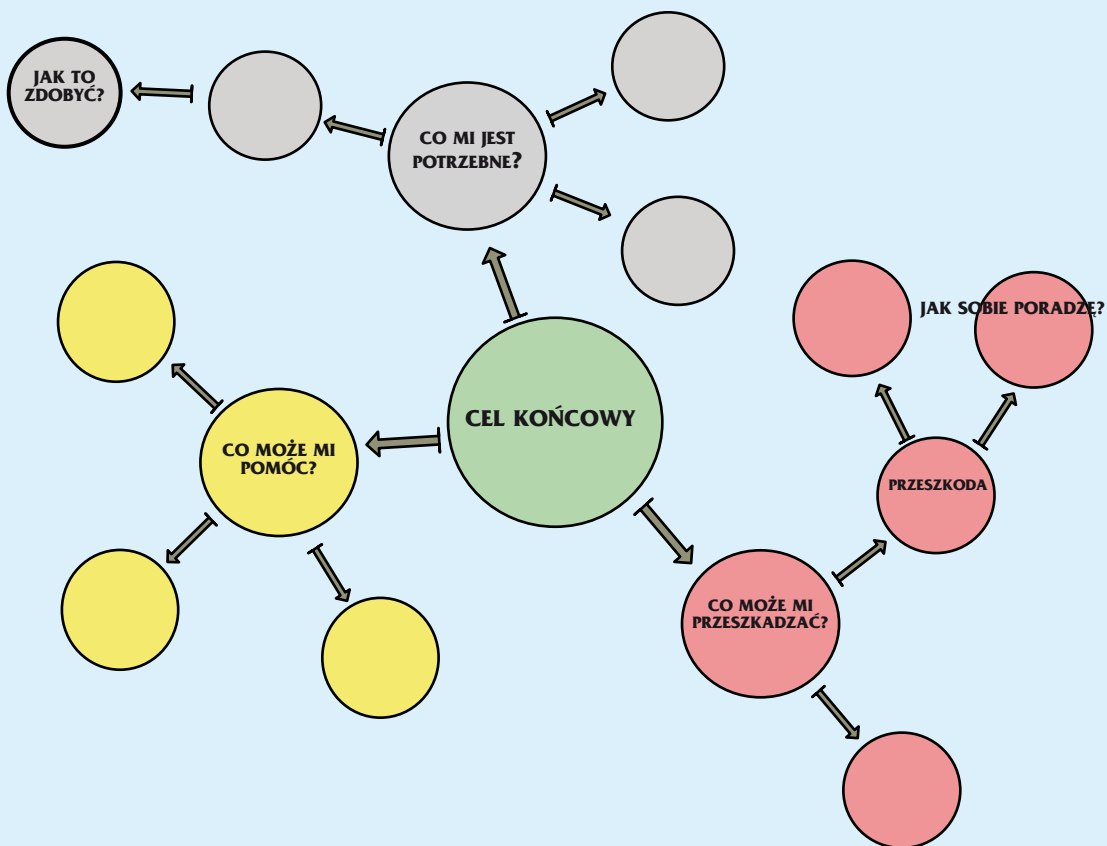 JAK TO
ZDOBYĆ?
CO MI JEST
POTRZEBNE?
JAK SOBIE PORADZĘ?
CEL KOŃCOWY
CO MOŻE MI
POMÓC?
PRZESZKODA
CO MOŻE MI
PRZESZKADZAĆ?